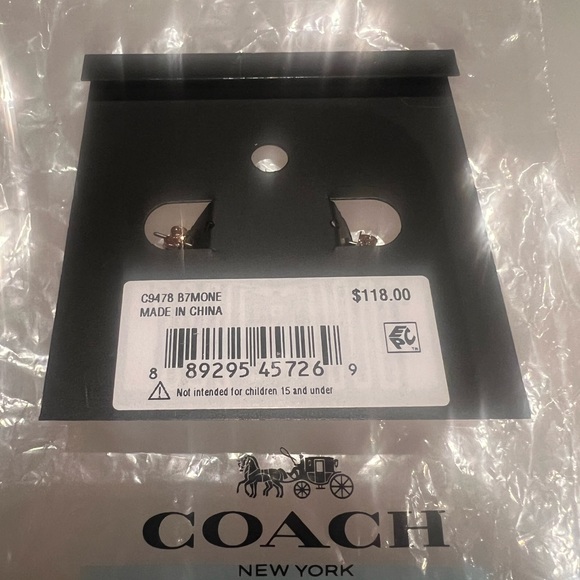 C9478 B7MONE $118.00
MADE IN CHINA
EPC
8 89295 45726 9
Not intended for children 15 and under
COACH
NEW YORK